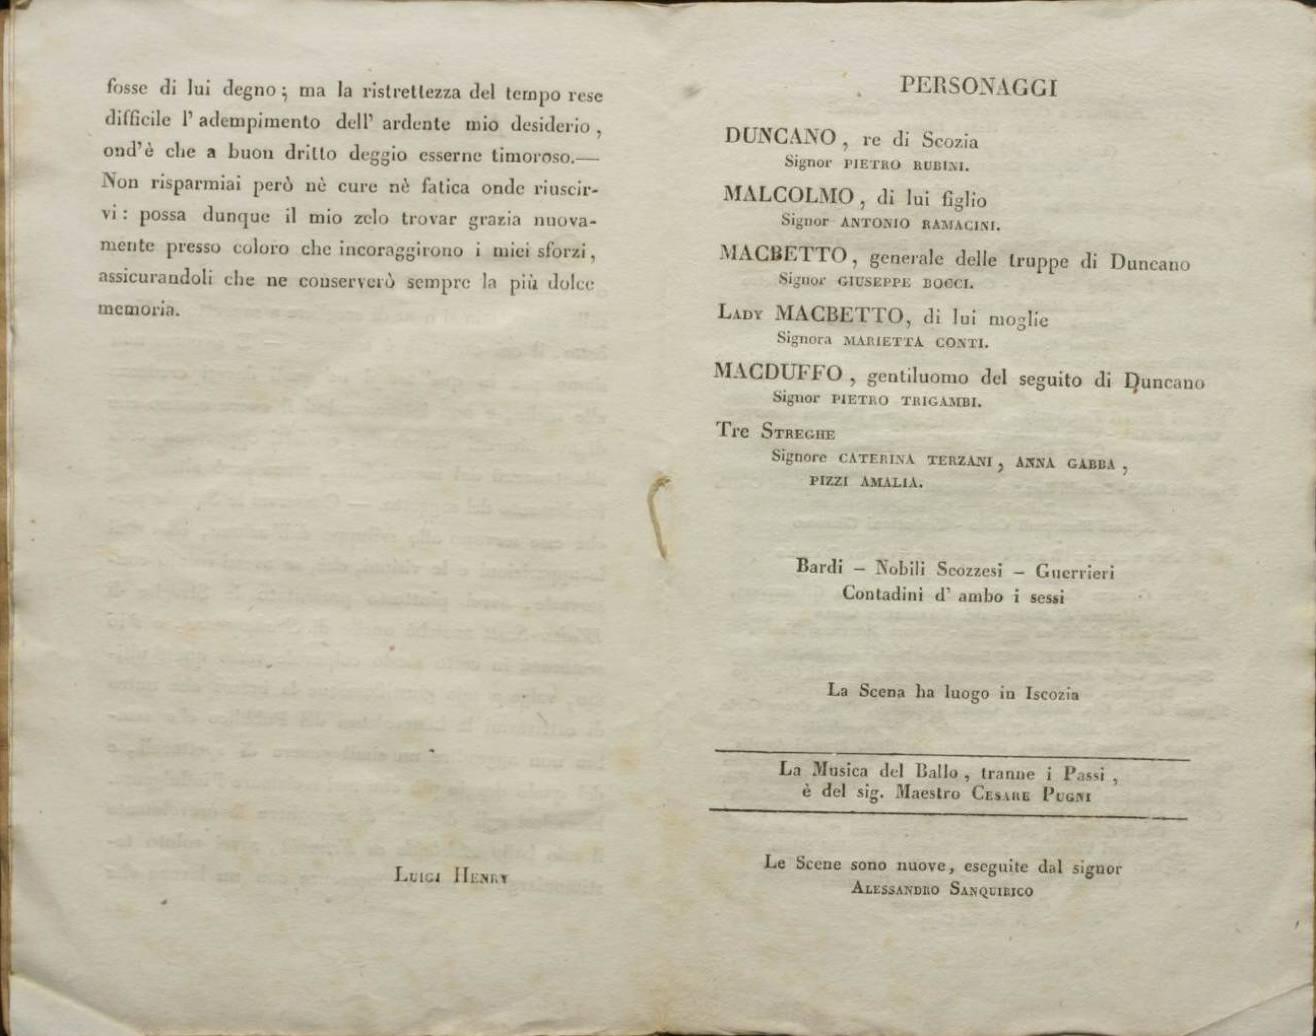 fosse di lui degno; ma la ristrettezza del tempo rese
difficile l' adempimento dell' ardente mio desiderio,
ond'è che a buon dritto deggio esserne timoroso.—
Non risparmiai però nè cure nè fatica onde riuscir-
vi: possa dunque il mio zelo trovar grazia nuova-
mente presso coloro che incoraggirono i miei sforzi,
assicurandoli che ne conserverò sempre la più dolce
memoria.
LUIGI HENRY
PERSONAGGI
DUNCANO, re di Scozia
Signor PIETRO RUBINI.
MALCOLMO, di lui figlio
Signor ANTONIO RAMACINI.
MACBETTO, generale delle truppe di Duncano
Signor GIUSEPPE BOCCI.
LADY MACBETTO, di lui moglie
Signora MARIETTA CONTI.
MACDUFFO, gentiluomo del seguito di Duncano
Signor PIETRO TRIGAMBI.
Tre STREGHE
Signore CATERINA TERZANI, ANNA GABBA,
PIZZI AMALIA.
Bardi – Nobili Scozzesi – Guerrieri
Contadini d' ambo i sessi
La Scena ha luogo in Iscozia
La Musica del Ballo, tranne i Passi,
è del sig. Maestro CESARE PUGNI
Le Scene sono nuove, eseguite dal signor
ALESSANDRO SANQUIRICO